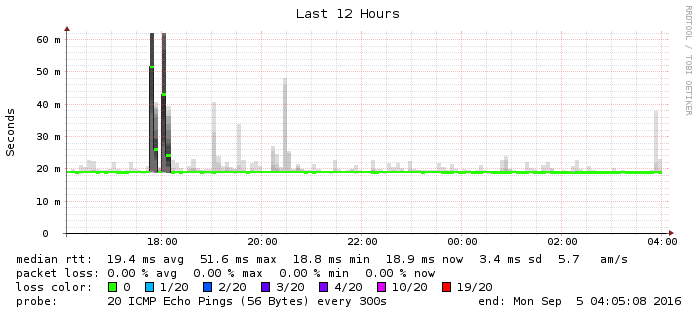 Last 12 Hours
RRDTOOL / TOBI OETIKER
Seconds
60 m
50 m
40 m
30 m
20 m
10 m
0
18:00 20:00 22:00 00:00 02:00 04:00
median rtt: 19.4 ms avg 51.6 ms max 18.8 ms min 18.9 ms now 3.4 ms sd 5.7 am/s
packet loss: 0.00 % avg 0.00 % max 0.00 % min 0.00 % now
loss color: 0 1/20 2/20 3/20 4/20 10/20 19/20
probe: 20 ICMP Echo Pings (56 Bytes) every 300s end: Mon Sep 5 04:05:08 2016